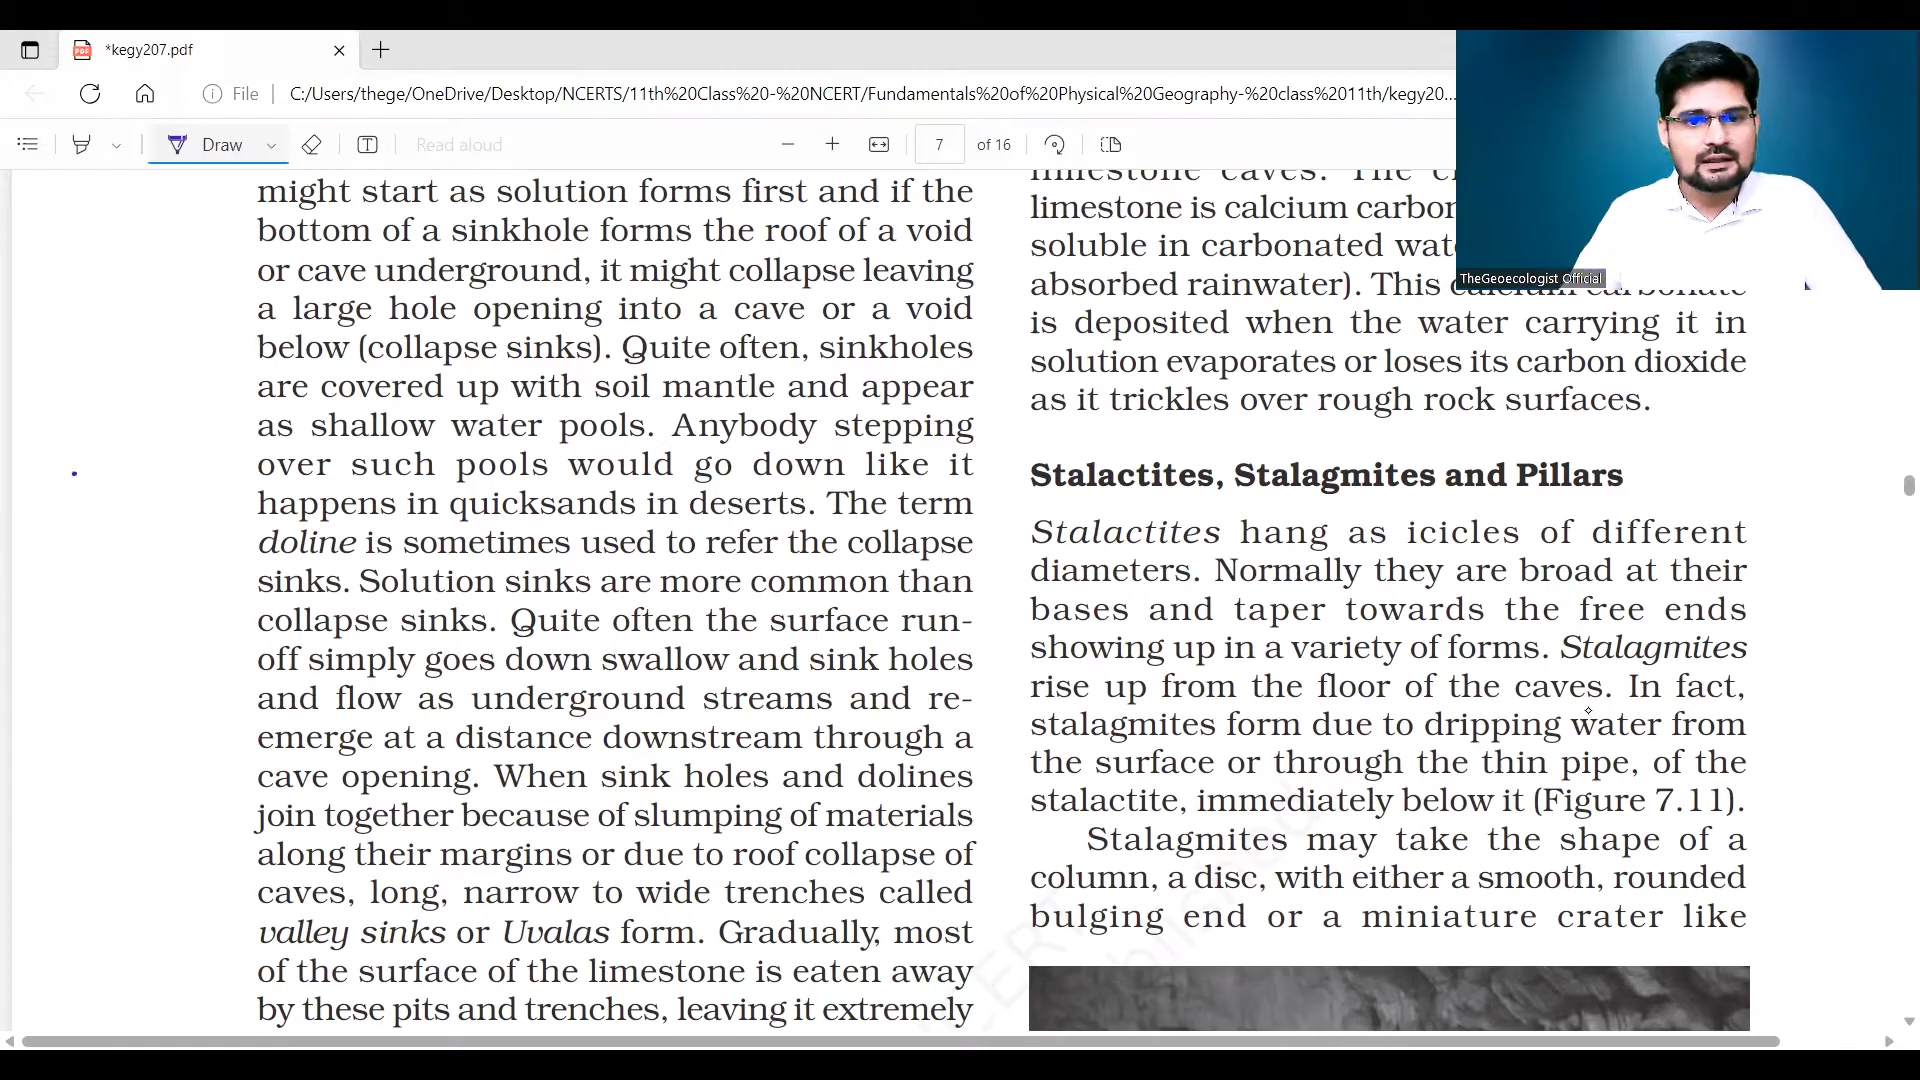 *kegy207.pdf
File
C:/Users/thege/OneDrive/Desktop/NCERTS/11th%20Class%20-%20NCERT/Fundamentals%20of%20Physical%20Geography-%20class%2011th/kegy20...
Draw
Read aloud
7 of 16
might start as solution forms first and if the
bottom of a sinkhole forms the roof of a void
or cave underground, it might collapse leaving
a large hole opening into a cave or a void
below (collapse sinks). Quite often, sinkholes
are covered up with soil mantle and appear
as shallow water pools. Anybody stepping
over such pools would go down like it
happens in quicksands in deserts. The term
doline is sometimes used to refer the collapse
sinks. Solution sinks are more common than
collapse sinks. Quite often the surface run-
off simply goes down swallow and sink holes
and flow as underground streams and re-
emerge at a distance downstream through a
cave opening. When sink holes and dolines
join together because of slumping of materials
along their margins or due to roof collapse of
caves, long, narrow to wide trenches called
valley sinks or Uvalas form. Gradually, most
of the surface of the limestone is eaten away
by these pits and trenches, leaving it extremely
limestone caves. The
limestone is calcium carbon
soluble in carbonated wat
absorbed rainwater). This calcium carbonate
is deposited when the water carrying it in
solution evaporates or loses its carbon dioxide
as it trickles over rough rock surfaces.
Stalactites, Stalagmites and Pillars
Stalactites hang as icicles of different
diameters. Normally they are broad at their
bases and taper towards the free ends
showing up in a variety of forms. Stalagmites
rise up from the floor of the caves. In fact,
stalagmites form due to dripping water from
the surface or through the thin pipe, of the
stalactite, immediately below it (Figure 7.11).
Stalagmites may take the shape of a
column, a disc, with either a smooth, rounded
bulging end or a miniature crater like
TheGeoecologist Official